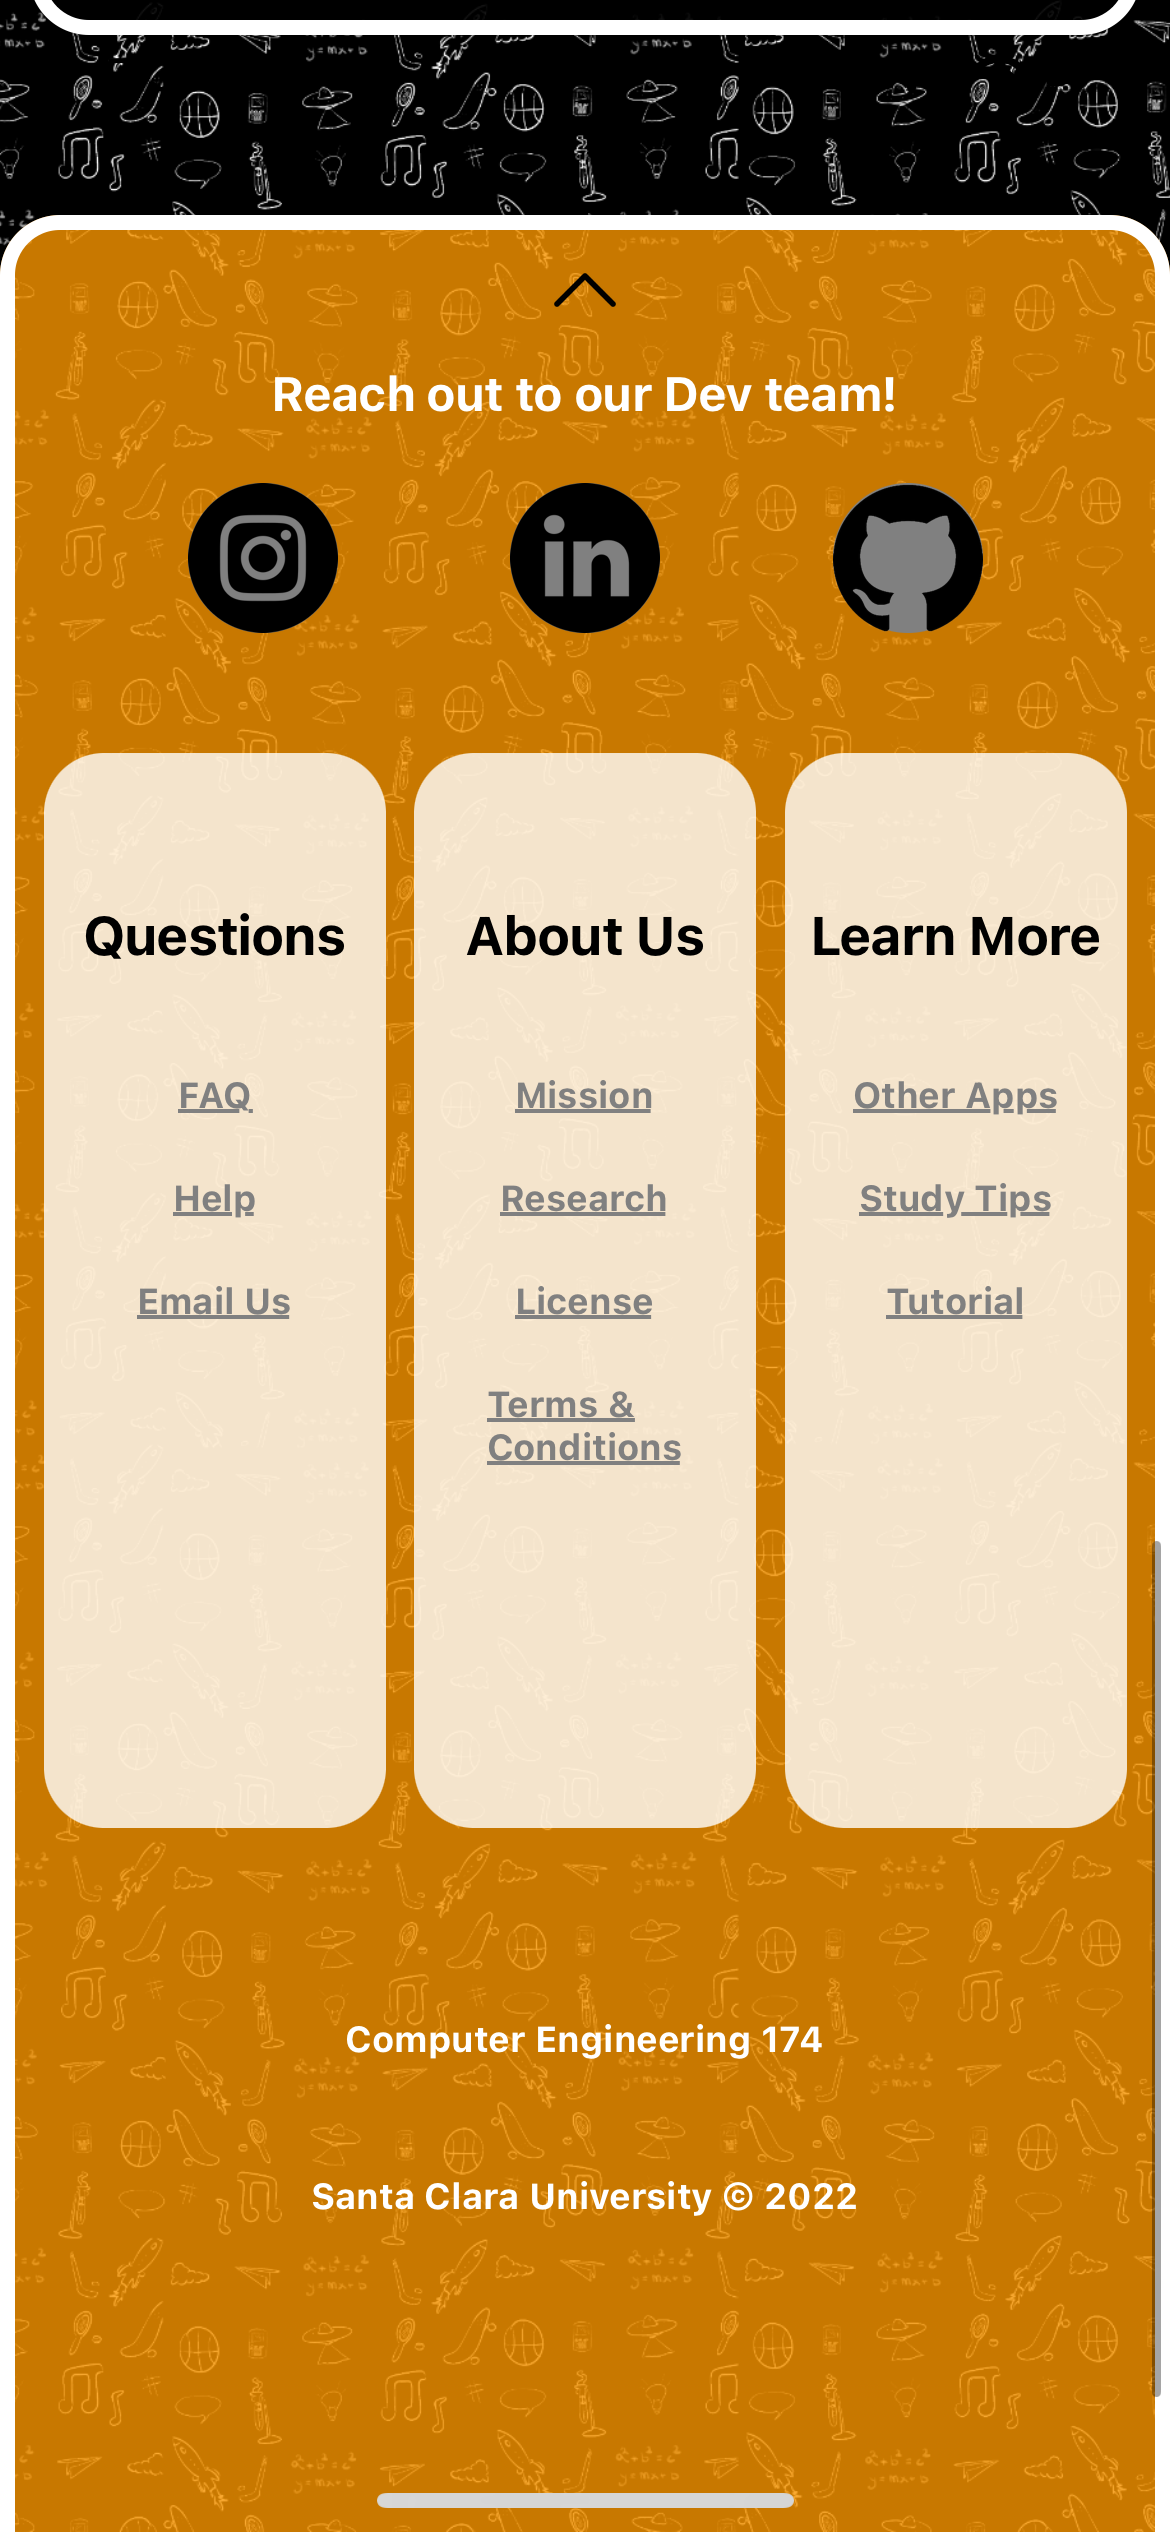 Reach out to our Dev team!
in
Questions
FAQ
Help
Email Us
About Us
Mission
Research
License
Terms &
Conditions
Learn More
Other Apps
Study Tips
Tutorial
Computer Engineering 174
Santa Clara University © 2022